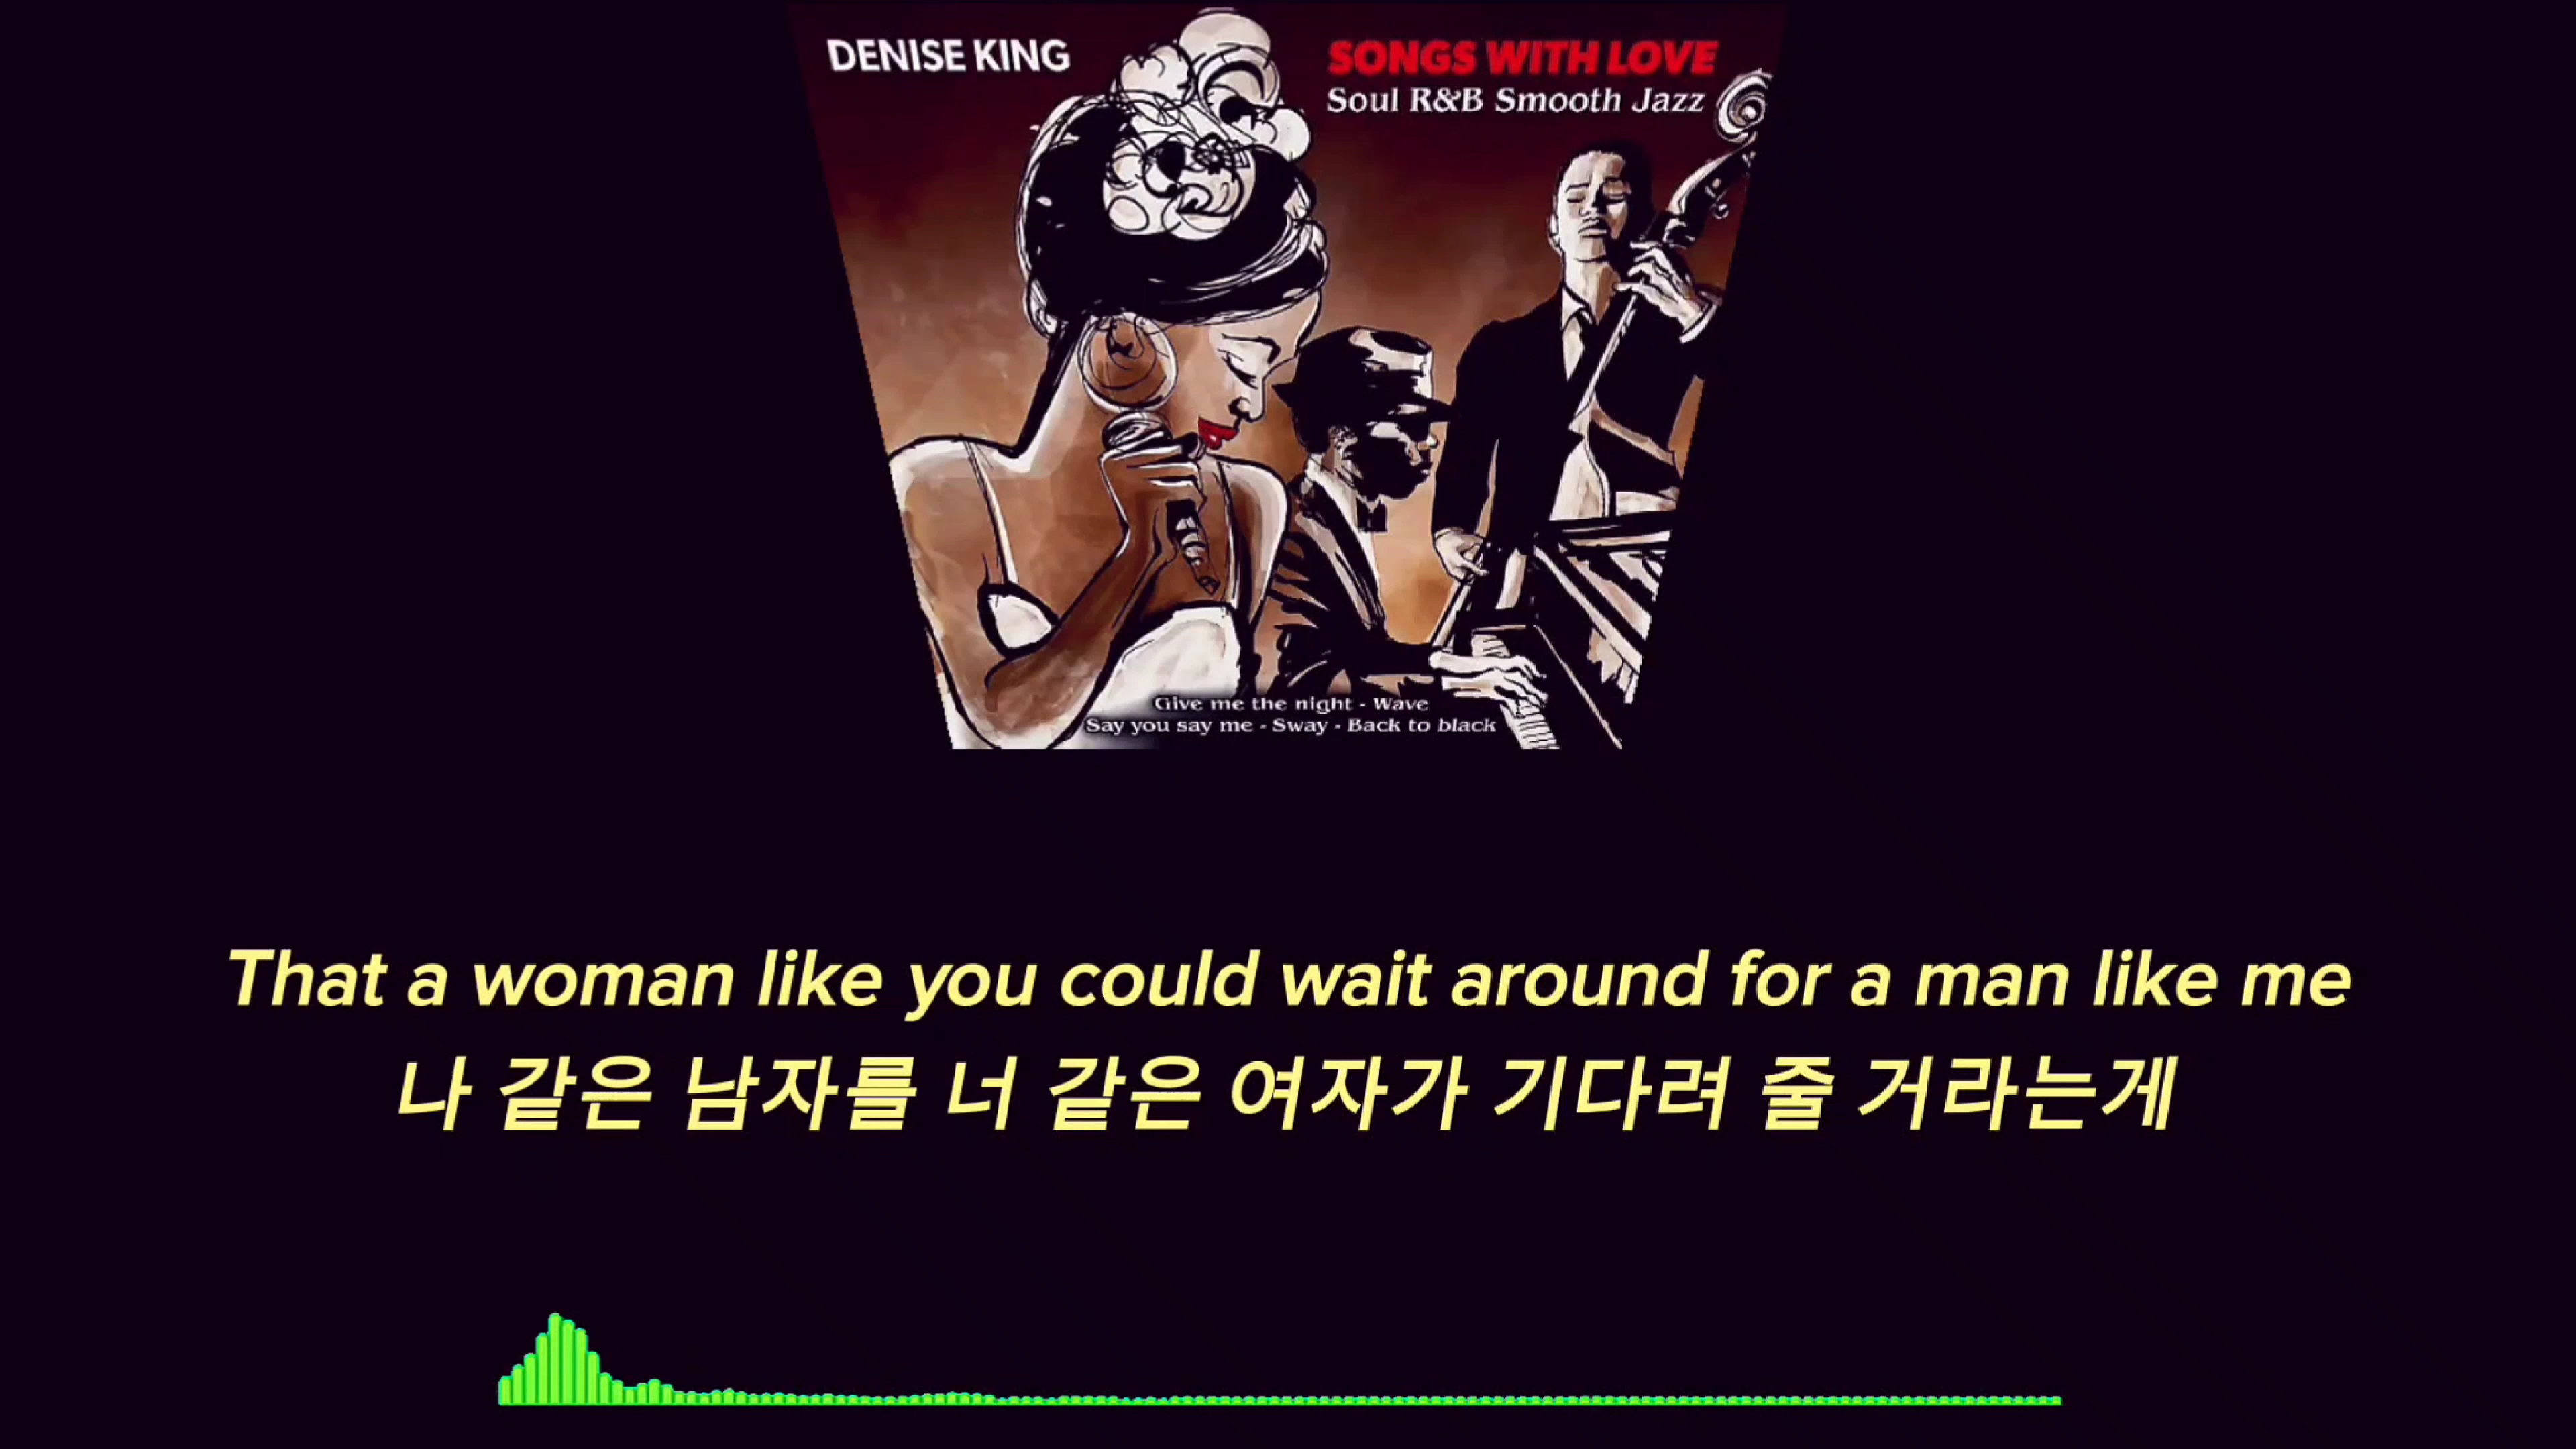 DENISE KING
SONGS WITH LOVE
Soul R&B Smooth Jazz
Give me the night - Wave
Say you say me - Sway - Back to black
That a woman like you could wait around for a man like me
나 같은 남자를 너 같은 여자가 기다려 줄 거라는게